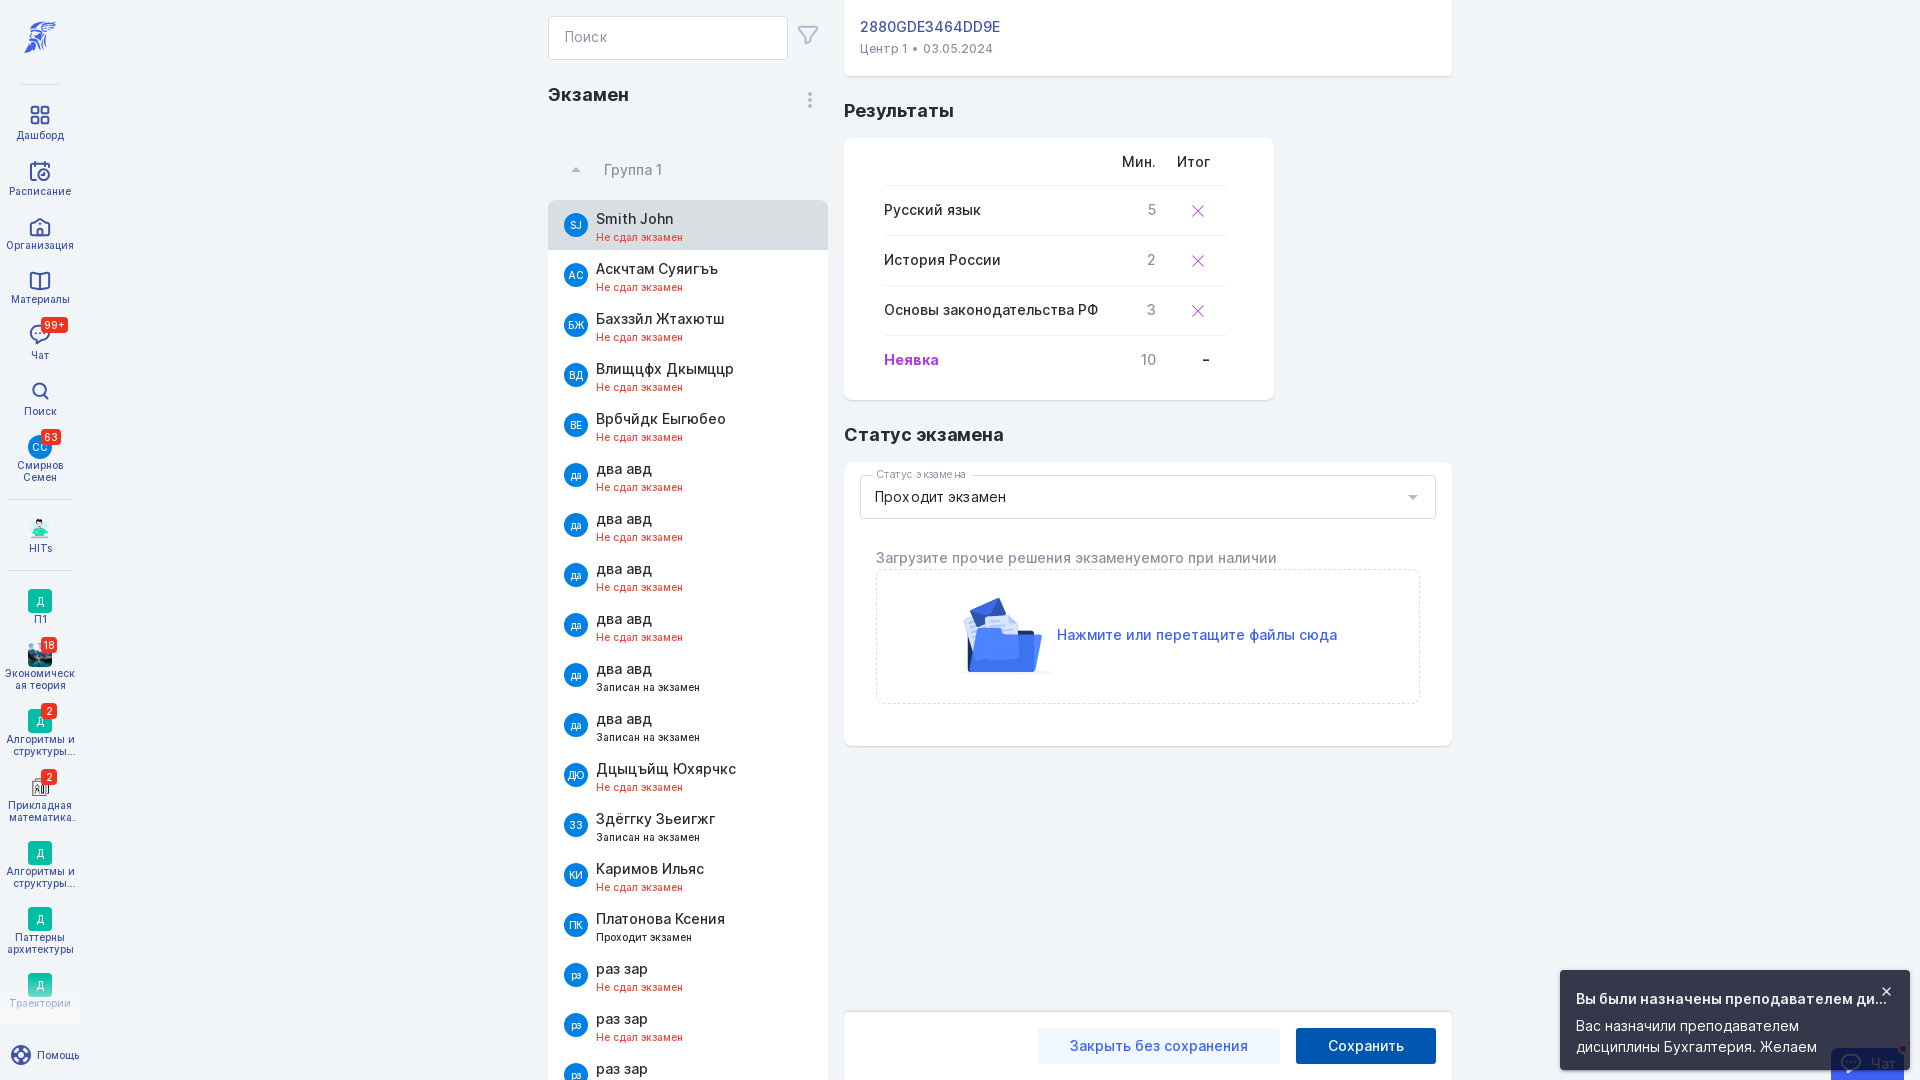 Дашборд
Расписание
Организация
Материалы
99+
Чат
Поиск
63
СС
Смирнов
Семен
HITs
Д
П1
18
Экономическ
ая теория
2
Д
Алгоритмы и
структуры...
2
Прикладная
математика.
Д
Алгоритмы и
структуры...
Д
Паттерны
архитектуры
Д
Траектории
Помощь
Поиск
Экзамен
Группа 1
SJ
Smith John
Не сдал экзамен
АС
Аскчтам Суяигъъ
Не сдал экзамен
БЖ
Бахззйл Жтахютш
Не сдал экзамен
ВД
Влищцфх Дкымццр
Не сдал экзамен
ВЕ
Врбчйдк Еыгюбео
Не сдал экзамен
да
два авд
Не сдал экзамен
да
два авд
Не сдал экзамен
да
два авд
Не сдал экзамен
да
два авд
Не сдал экзамен
да
два авд
Записан на экзамен
да
два авд
Записан на экзамен
ДЮ
Дцыцъйщ Юхярчкс
Не сдал экзамен
ЗЗ
Здёггку Зьеигжг
Записан на экзамен
КИ
Каримов Ильяс
Не сдал экзамен
ПК
Платонова Ксения
Проходит экзамен
рз
раз зар
Не сдал экзамен
рз
раз зар
Не сдал экзамен
рз
раз зар
2880GDE3464DD9E
Центр 1 • 03.05.2024
Результаты
Мин. Итог
Русский язык 5
История России 2
Основы законодательства РФ 3
Неявка 10 –
Статус экзамена
Статус экзамена
Проходит экзамен
Загрузите прочие решения экзаменуемого при наличии
Нажмите или перетащите файлы сюда
Закрыть без сохранения
Сохранить
Вы были назначены преподавателем ди...
Вас назначили преподавателем
дисциплины Бухгалтерия. Желаем
Чат